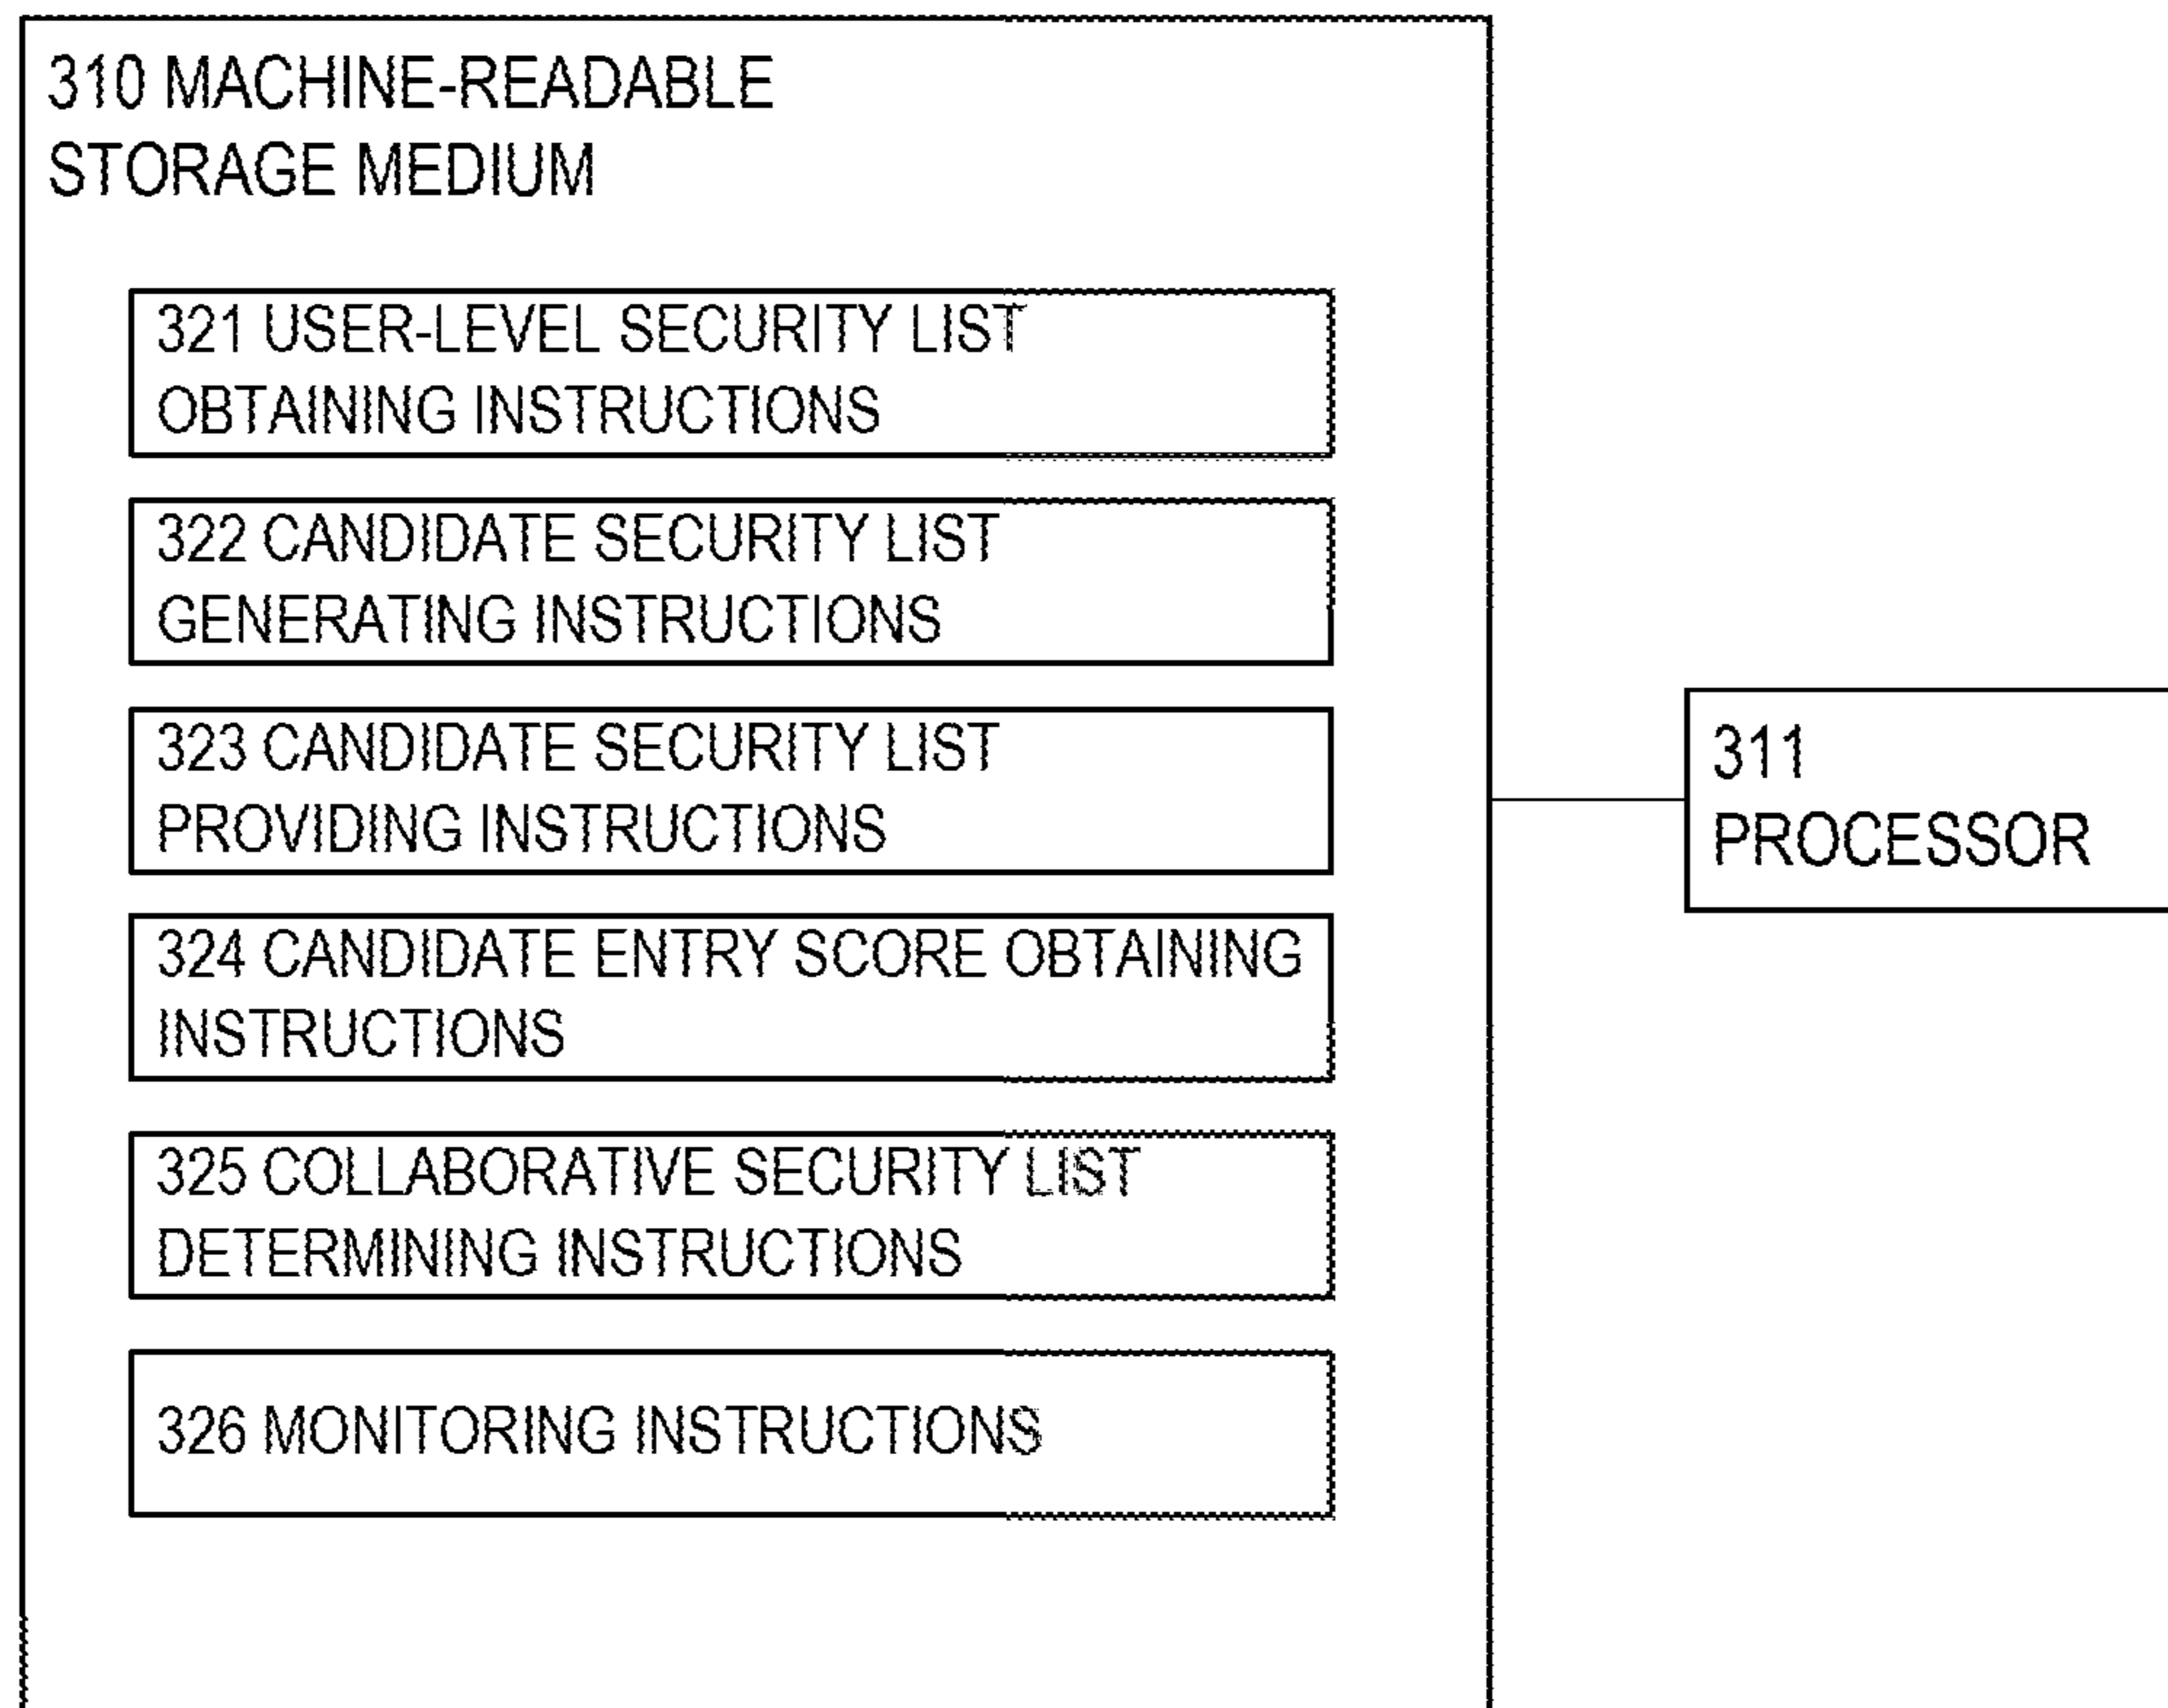 310 MACHINE-READABLE
STORAGE MEDIUM
321 USER-LEVEL SECURITY LIST
OBTAINING INSTRUCTIONS
322 CANDIDATE SECURITY LIST
GENERATING INSTRUCTIONS
323 CANDIDATE SECURITY LIST
PROVIDING INSTRUCTIONS
324 CANDIDATE ENTRY SCORE OBTAINING
INSTRUCTIONS
325 COLLABORATIVE SECURITY LIST
DETERMINING INSTRUCTIONS
326 MONITORING INSTRUCTIONS
311
PROCESSOR